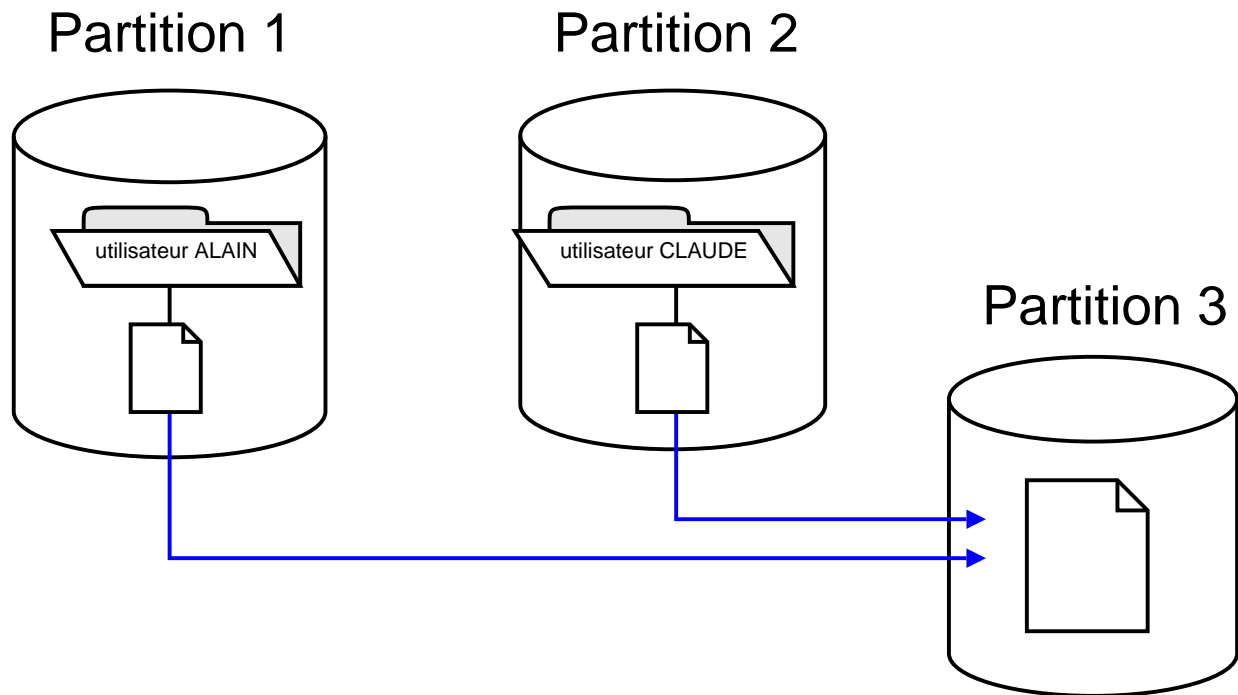 Partition 1
Partition 2
utilisateur ALAIN
utilisateur CLAUDE
Partition 3